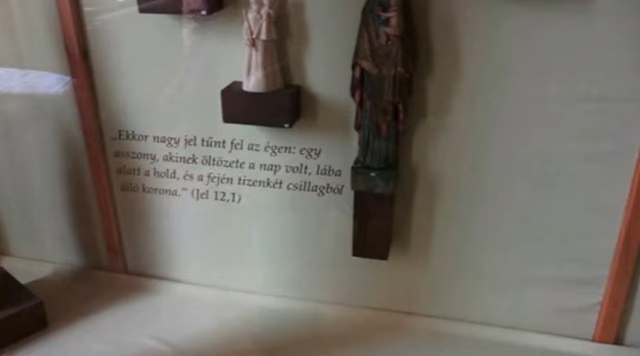 „Ekkor nagy jel tűnt fel az égen: egy
asszony, akinek öltözete a nap volt, lába
alatt a hold, és a fején tizenkét csillagból
álló korona.” (Jel 12,1)